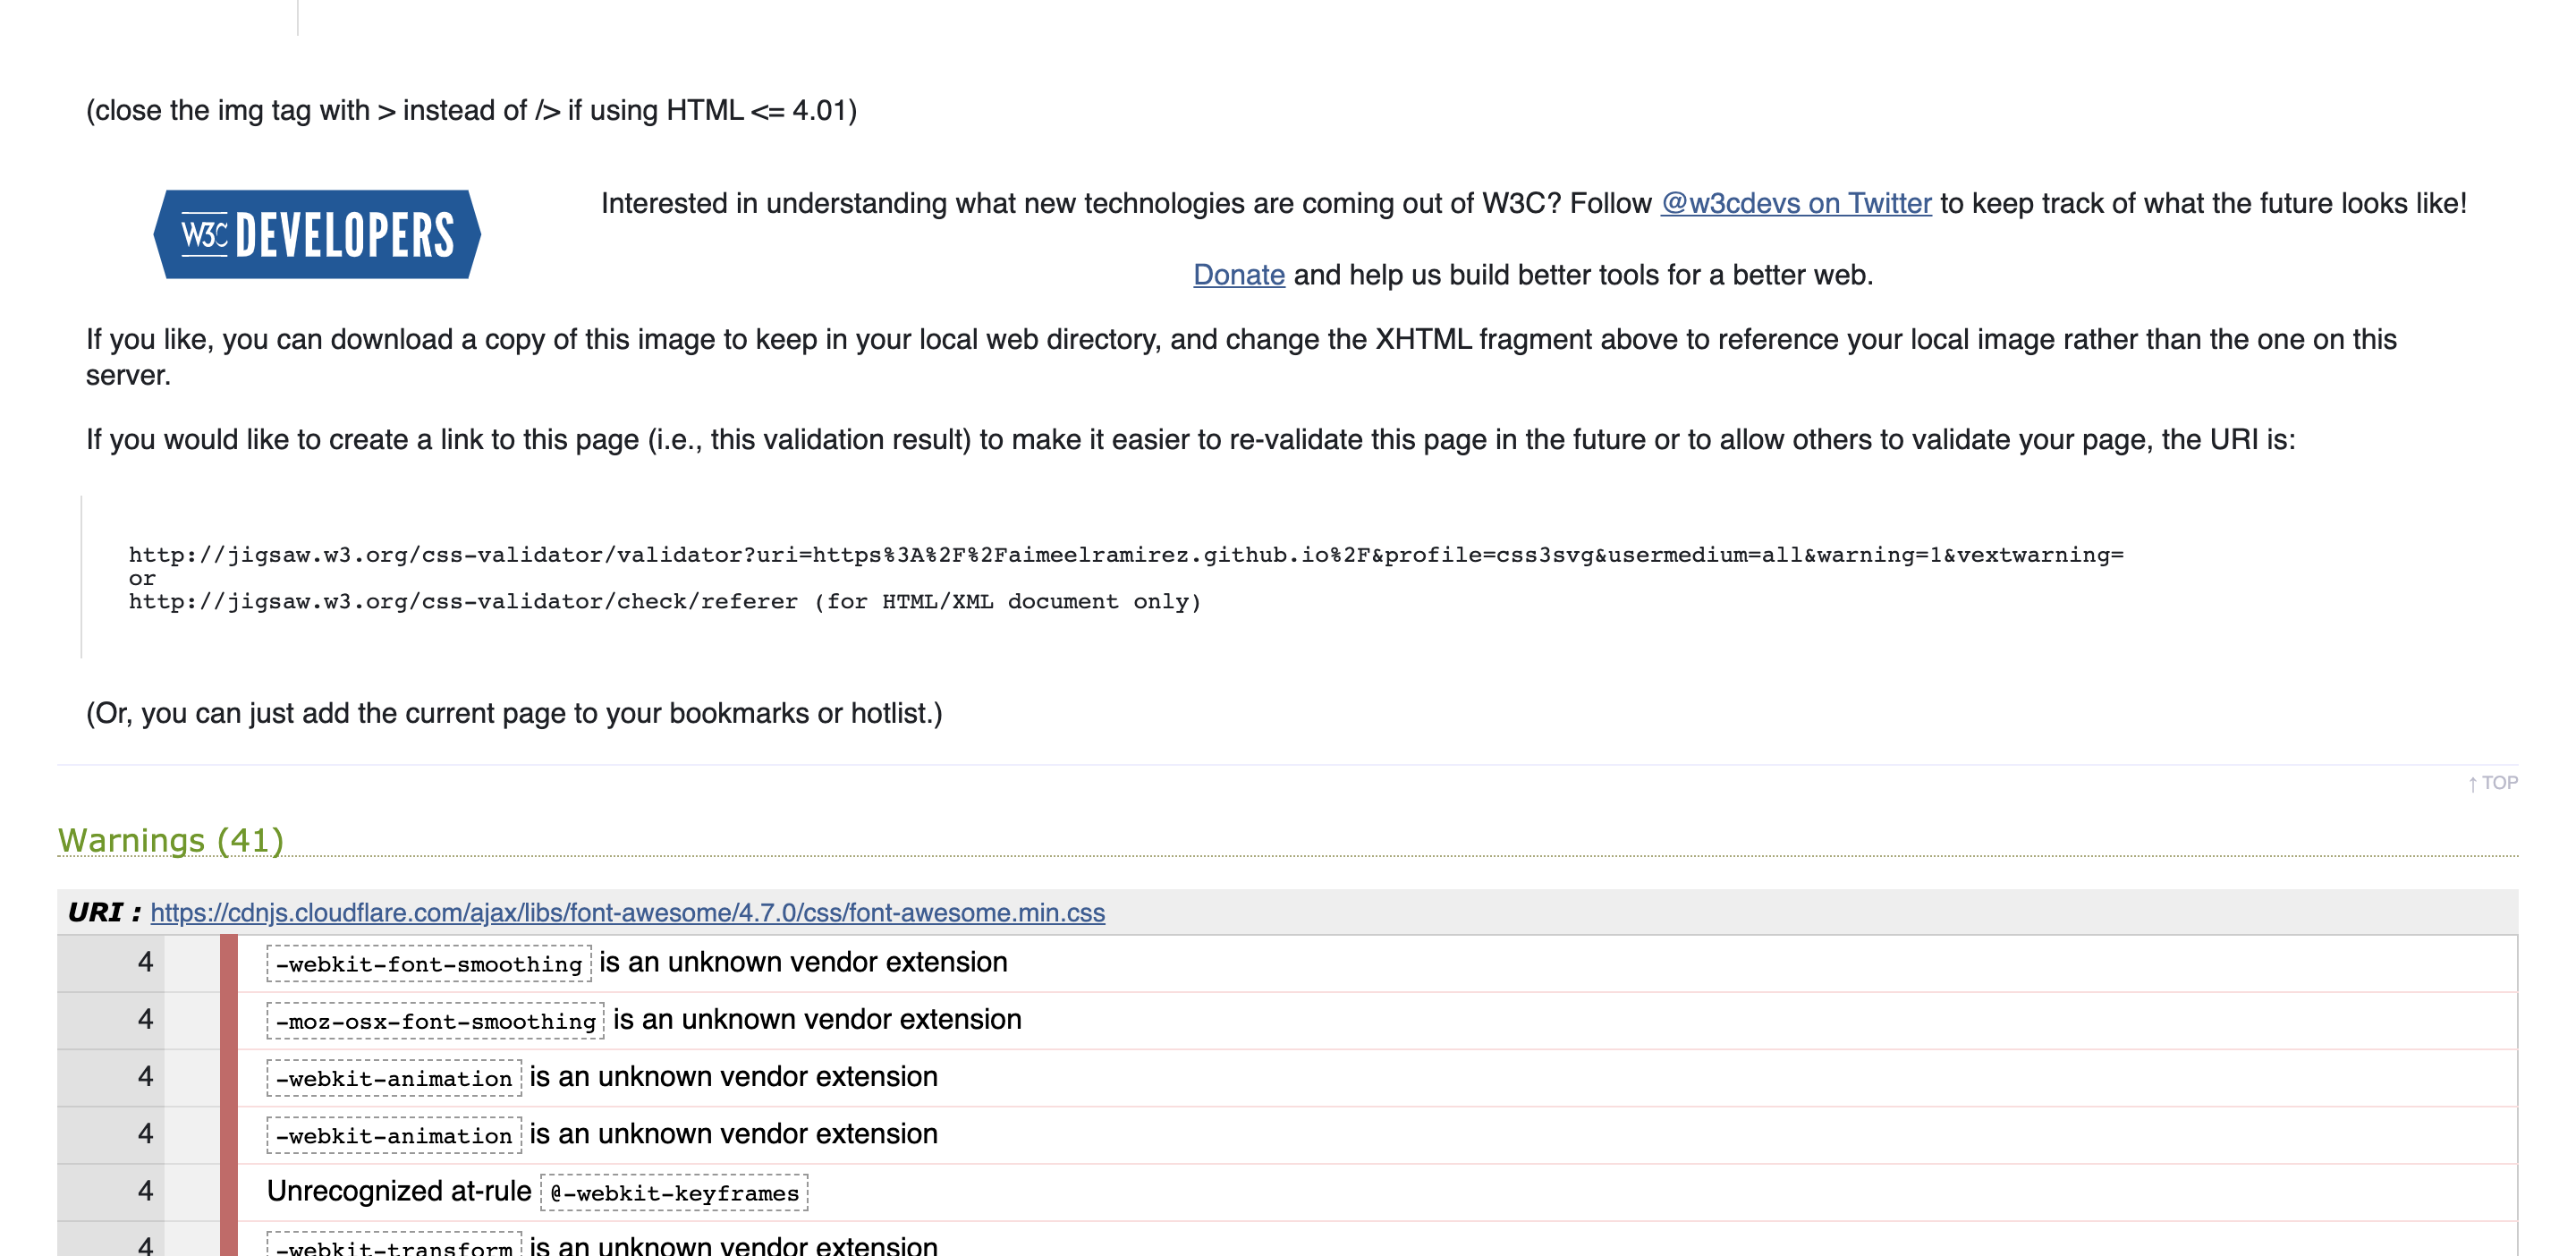 (close the img tag with > instead of /> if using HTML <= 4.01)
W3C DEVELOPERS
Interested in understanding what new technologies are coming out of W3C? Follow @w3cdevs on Twitter to keep track of what the future looks like!
Donate and help us build better tools for a better web.
If you like, you can download a copy of this image to keep in your local web directory, and change the XHTML fragment above to reference your local image rather than the one on this
server.
If you would like to create a link to this page (i.e., this validation result) to make it easier to re-validate this page in the future or to allow others to validate your page, the URI is:
http://jigsaw.w3.org/css-validator/validator?uri=https%3A%2F%2Faimeelramirez.github.io%2F&profile=css3svg&usermedium=all&warning=1&vextwarning=
or
http://jigsaw.w3.org/css-validator/check/referer (for HTML/XML document only)
(Or, you can just add the current page to your bookmarks or hotlist.)
↑ TOP
Warnings (41)
URI : https://cdnjs.cloudflare.com/ajax/libs/font-awesome/4.7.0/css/font-awesome.min.css
4 -webkit-font-smoothing is an unknown vendor extension
4 -moz-osx-font-smoothing is an unknown vendor extension
4 -webkit-animation is an unknown vendor extension
4 -webkit-animation is an unknown vendor extension
4 Unrecognized at-rule @-webkit-keyframes
4 -webkit-transform is an unknown vendor extension